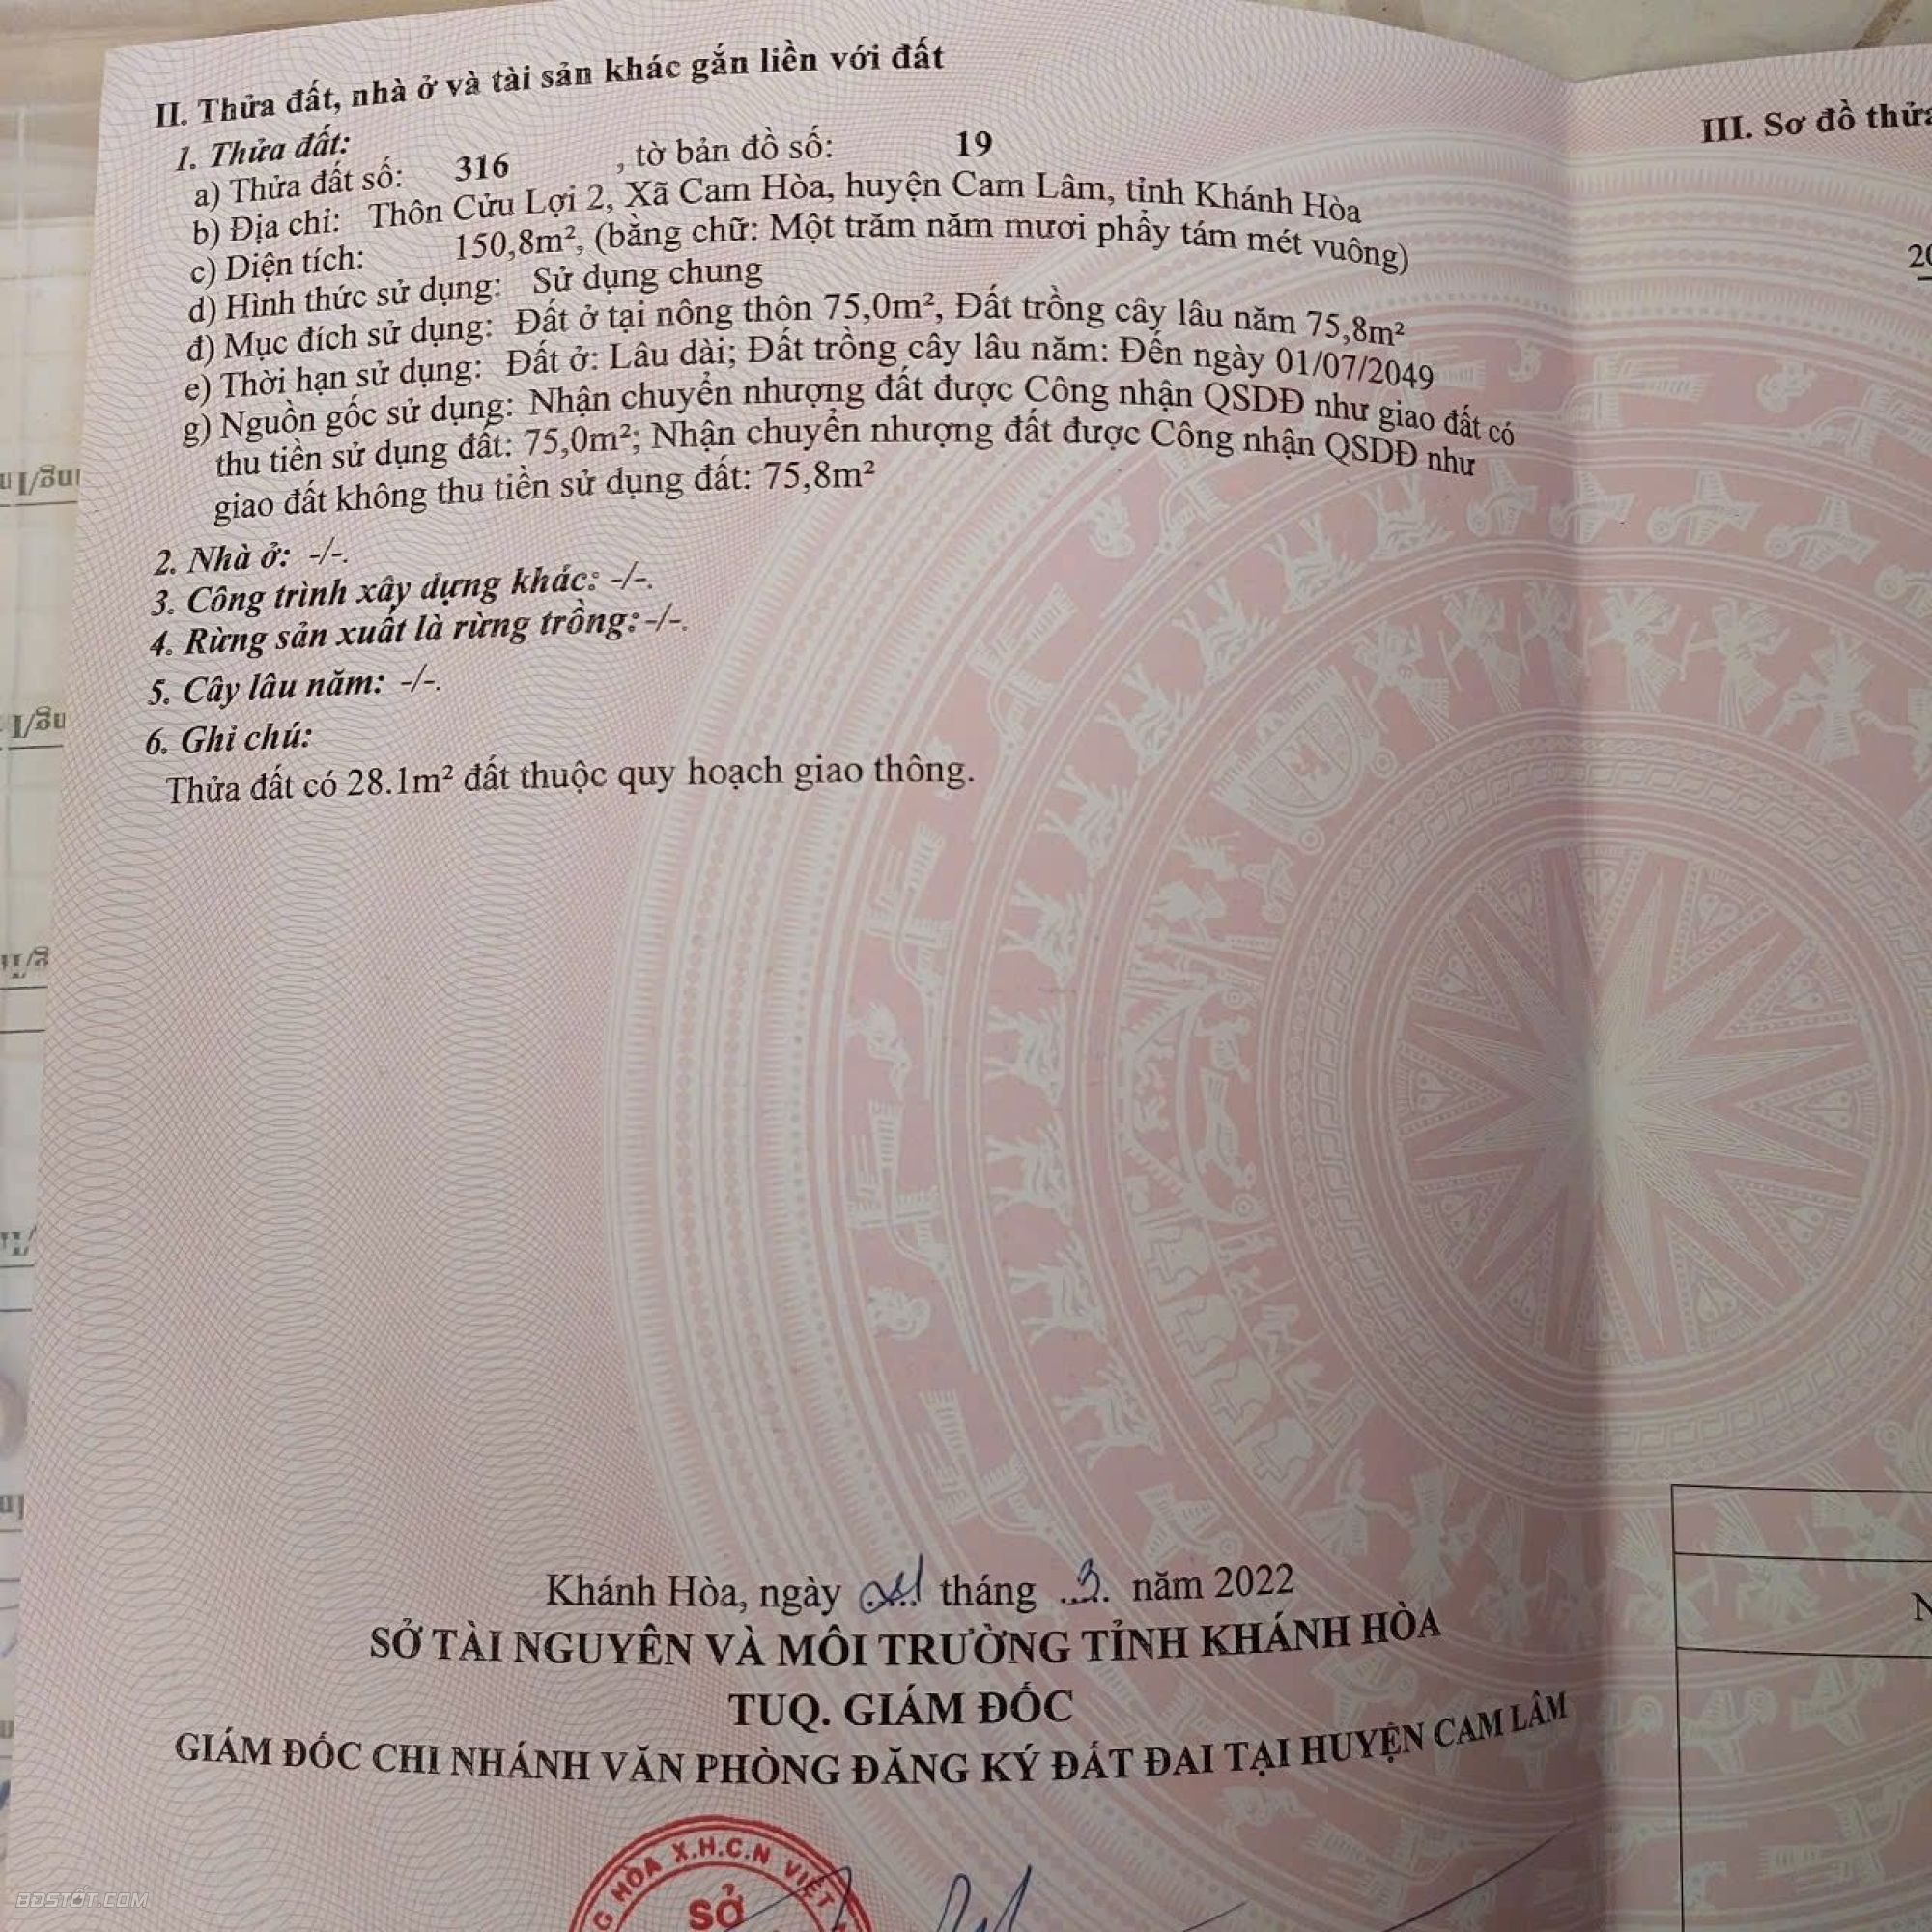 II. Thửa đất, nhà ở và tài sản khác gắn liền với đất
1. Thửa đất:
a) Thửa đất số: 316 , tờ bản đồ số: 19
b) Địa chỉ: Thôn Cửu Lợi 2, Xã Cam Hòa, huyện Cam Lâm, tỉnh Khánh Hòa
c) Diện tích: 150,8m², (bằng chữ: Một trăm năm mươi phẩy tám mét vuông)
d) Hình thức sử dụng: Sử dụng chung
đ) Mục đích sử dụng: Đất ở tại nông thôn 75,0m², Đất trồng cây lâu năm 75,8m²
e) Thời hạn sử dụng: Đất ở: Lâu dài; Đất trồng cây lâu năm: Đến ngày 01/07/2049
g) Nguồn gốc sử dụng: Nhận chuyển nhượng đất được Công nhận QSDĐ như giao đất có
thu tiền sử dụng đất: 75,0m²; Nhận chuyển nhượng đất được Công nhận QSDĐ như
giao đất không thu tiền sử dụng đất: 75,8m²
2. Nhà ở: -/-.
3. Công trình xây dựng khác: -/-.
4. Rừng sản xuất là rừng trồng: -/-.
5. Cây lâu năm: -/-.
6. Ghi chú:
Thửa đất có 28.1m² đất thuộc quy hoạch giao thông.
Khánh Hòa, ngày tháng 3 năm 2022
SỞ TÀI NGUYÊN VÀ MÔI TRƯỜNG TỈNH KHÁNH HÒA
TUQ. GIÁM ĐỐC
GIÁM ĐỐC CHI NHÁNH VĂN PHÒNG ĐĂNG KÝ ĐẤT ĐAI TẠI HUYỆN CAM LÂM
HÒA X.H.C.N VIỆT
SỞ
III. Sơ đồ thửa
20
N
BĐSTỐT.COM